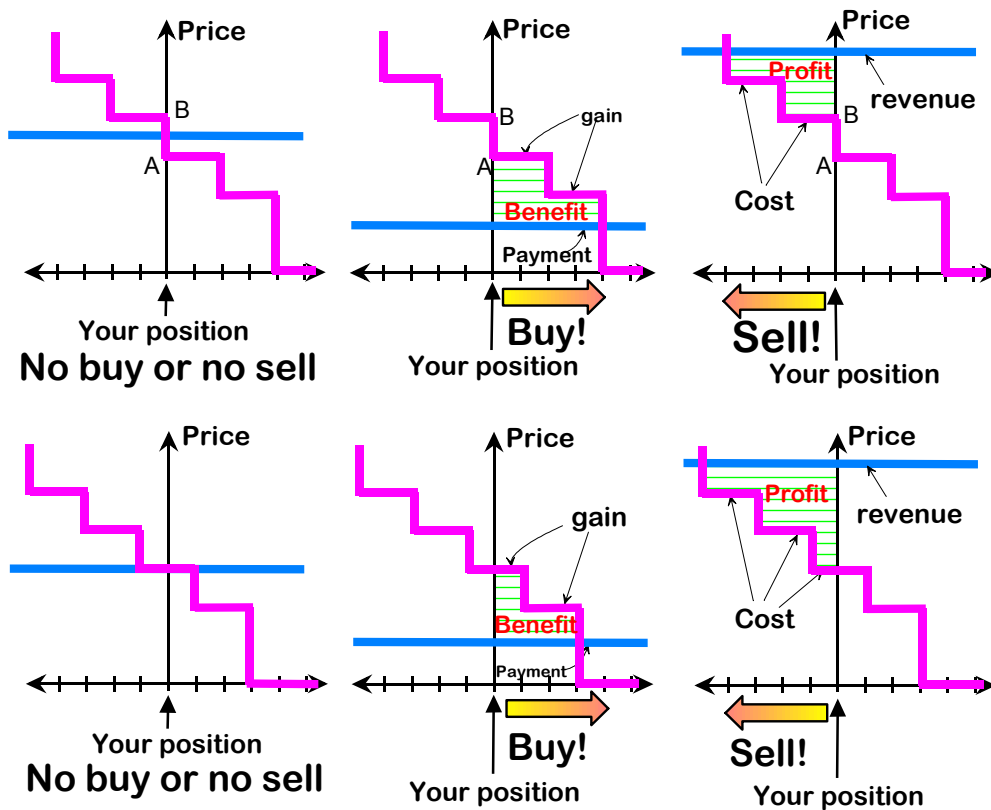 Price
B
A
Your position
No buy or no sell
Price
B
gain
A
Benefit
Payment
Buy!
Your position
Price
Profit
revenue
B
A
Cost
Sell!
Your position
Price
Your position
No buy or no sell
Price
gain
Benefit
Payment
Buy!
Your position
Price
Profit
revenue
Cost
Sell!
Your position